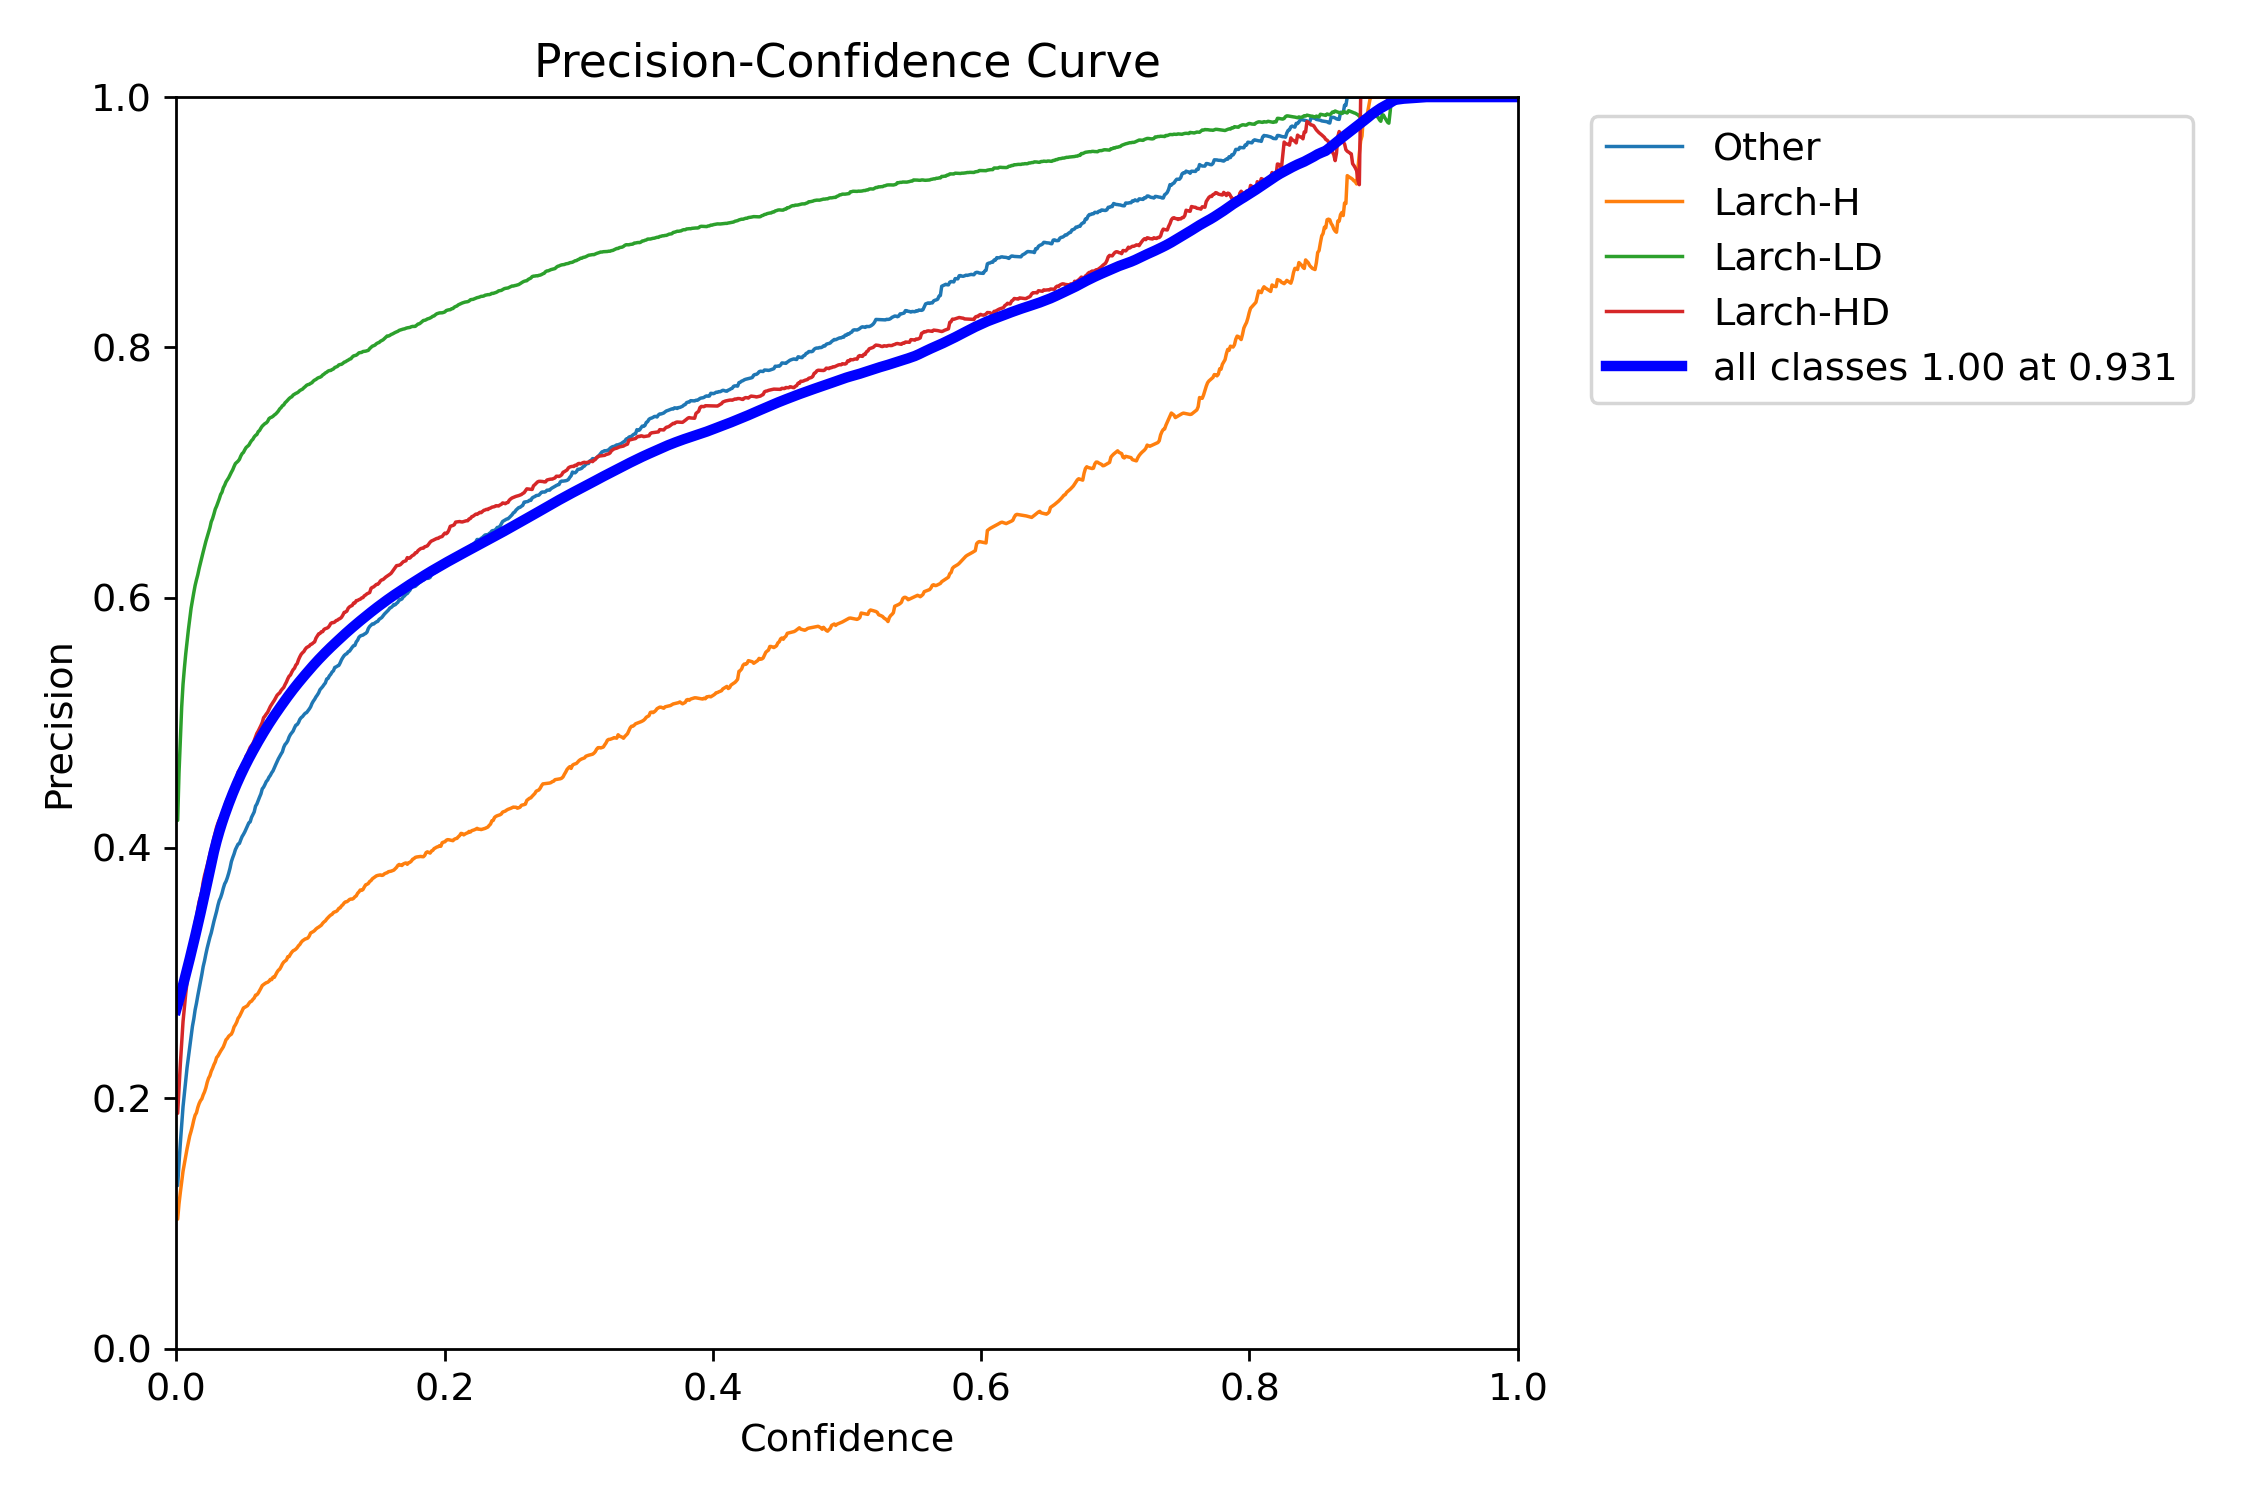 Precision-Confidence Curve
1.0
0.8
0.6
0.4
0.2
0.0
Precision
0.0 0.2 0.4 0.6 0.8 1.0
Confidence
Other
Larch-H
Larch-LD
Larch-HD
all classes 1.00 at 0.931